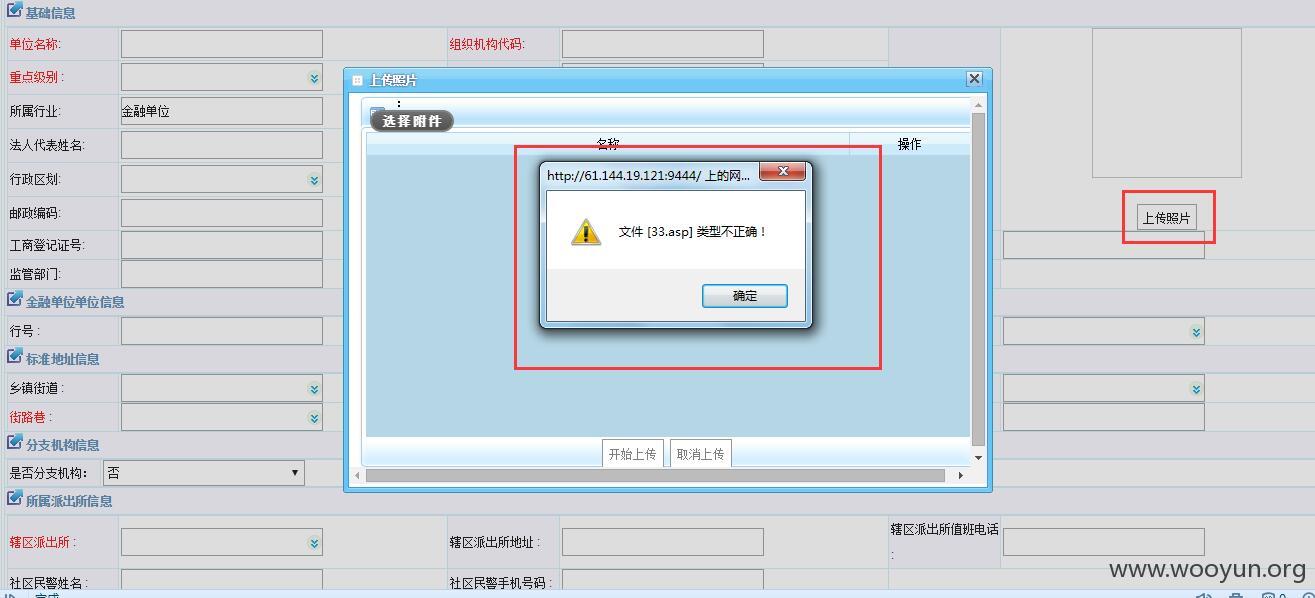 基础信息
单位名称:
组织机构代码:
重点级别 :
上传照片
所属行业:
金融单位
:
选择附件
名称
操作
法人代表姓名:
http://61.144.19.121:9444/ 上的网...
行政区划:
邮政编码:
上传照片
文件 [33.asp] 类型不正确！
工商登记证号:
监管部门:
确定
金融单位单位信息
行号 :
标准地址信息
乡镇街道 :
街路巷 :
分支机构信息
开始上传
取消上传
是否分支机构:
否
所属派出所信息
辖区派出所 :
辖区派出所地址 :
辖区派出所值班电话
:
社区民警姓名 :
社区民警手机号码 :
www.wooyun.org
完成